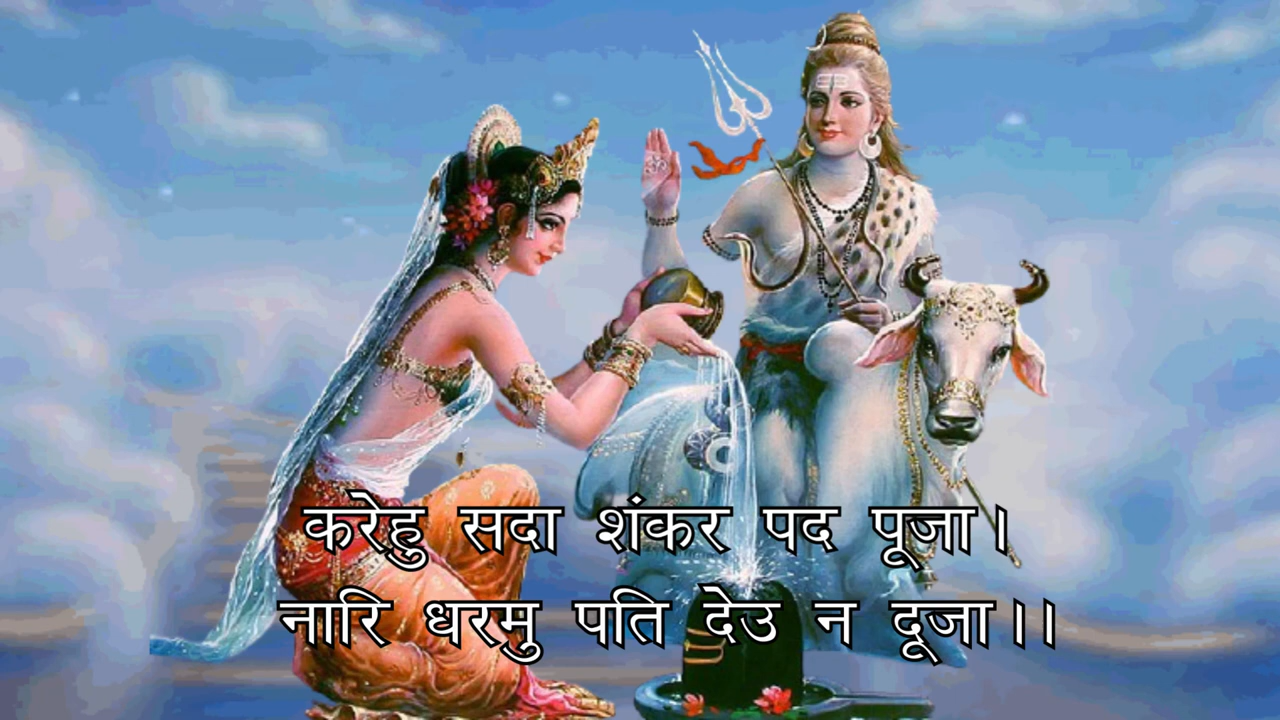 करेहु सदा शंकर पद पूजा।
नारि धरमु पति देउ न दूजा।।